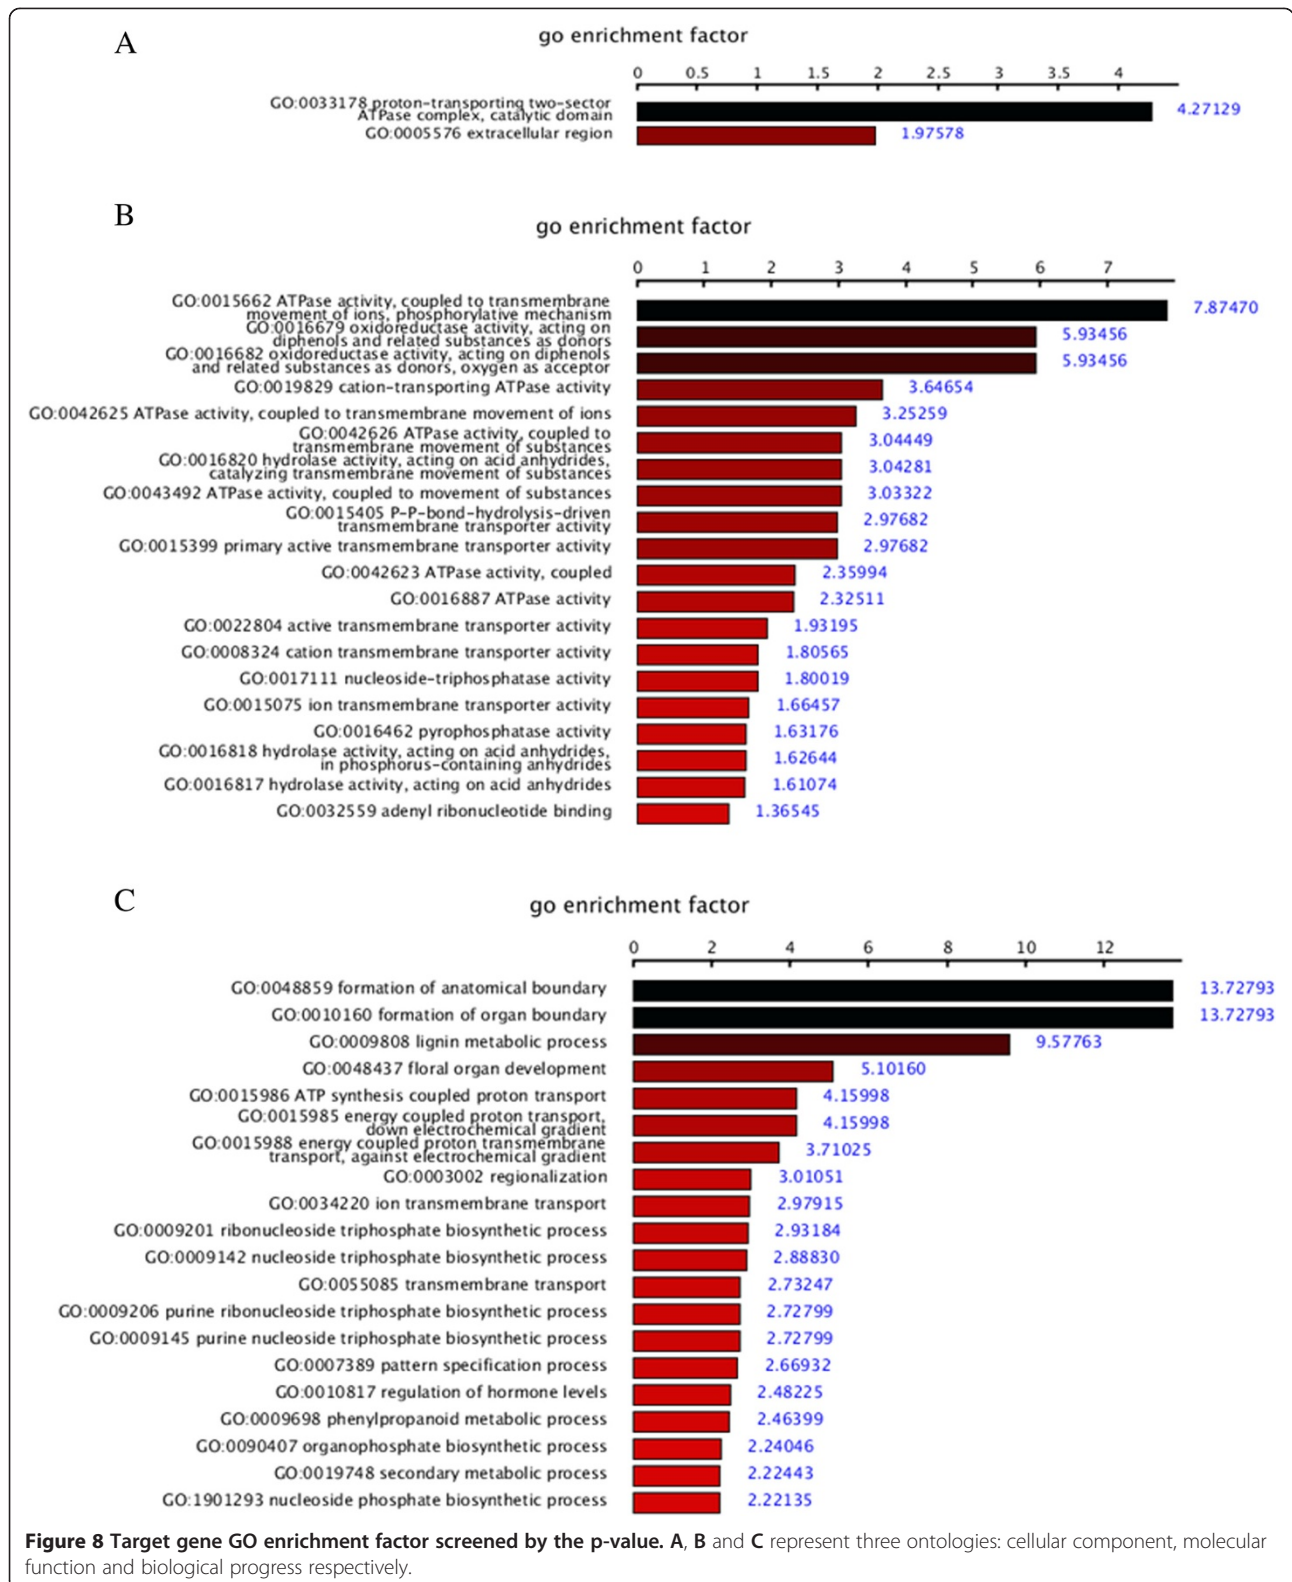 A
go enrichment factor
0 0.5 1 1.5 2 2.5 3 3.5 4
GO:0033178 proton-transporting two-sector
ATPase complex, catalytic domain
4.27129
GO:0005576 extracellular region
1.97578
B
go enrichment factor
0 1 2 3 4 5 6 7
GO:0015662 ATPase activity, coupled to transmembrane
movement of ions, phosphorylative mechanism
7.87470
GO:0016679 oxidoreductase activity, acting on
diphenols and related substances as donors
5.93456
GO:0016682 oxidoreductase activity, acting on diphenols
and related substances as donors, oxygen as acceptor
5.93456
GO:0019829 cation-transporting ATPase activity
3.64654
GO:0042625 ATPase activity, coupled to transmembrane movement of ions
3.25259
GO:0042626 ATPase activity, coupled to
transmembrane movement of substances
3.04449
GO:0016820 hydrolase activity, acting on acid anhydrides,
catalyzing transmembrane movement of substances
3.04281
GO:0043492 ATPase activity, coupled to movement of substances
3.03322
GO:0015405 P-P-bond-hydrolysis-driven
transmembrane transporter activity
2.97682
GO:0015399 primary active transmembrane transporter activity
2.97682
GO:0042623 ATPase activity, coupled
2.35994
GO:0016887 ATPase activity
2.32511
GO:0022804 active transmembrane transporter activity
1.93195
GO:0008324 cation transmembrane transporter activity
1.80565
GO:0017111 nucleoside-triphosphatase activity
1.80019
GO:0015075 ion transmembrane transporter activity
1.66457
GO:0016462 pyrophosphatase activity
1.63176
GO:0016818 hydrolase activity, acting on acid anhydrides,
in phosphorus-containing anhydrides
1.62644
GO:0016817 hydrolase activity, acting on acid anhydrides
1.61074
GO:0032559 adenyl ribonucleotide binding
1.36545
C
go enrichment factor
0 2 4 6 8 10 12
GO:0048859 formation of anatomical boundary
13.72793
GO:0010160 formation of organ boundary
13.72793
GO:0009808 lignin metabolic process
9.57763
GO:0048437 floral organ development
5.10160
GO:0015986 ATP synthesis coupled proton transport
4.15998
GO:0015985 energy coupled proton transport,
down electrochemical gradient
4.15998
GO:0015988 energy coupled proton transmembrane
transport, against electrochemical gradient
3.71025
GO:0003002 regionalization
3.01051
GO:0034220 ion transmembrane transport
2.97915
GO:0009201 ribonucleoside triphosphate biosynthetic process
2.93184
GO:0009142 nucleoside triphosphate biosynthetic process
2.88830
GO:0055085 transmembrane transport
2.73247
GO:0009206 purine ribonucleoside triphosphate biosynthetic process
2.72799
GO:0009145 purine nucleoside triphosphate biosynthetic process
2.72799
GO:0007389 pattern specification process
2.66932
GO:0010817 regulation of hormone levels
2.48225
GO:0009698 phenylpropanoid metabolic process
2.46399
GO:0090407 organophosphate biosynthetic process
2.24046
GO:0019748 secondary metabolic process
2.22443
GO:1901293 nucleoside phosphate biosynthetic process
2.22135
Figure 8 Target gene GO enrichment factor screened by the p-value. A, B and C represent three ontologies: cellular component, molecular
function and biological progress respectively.